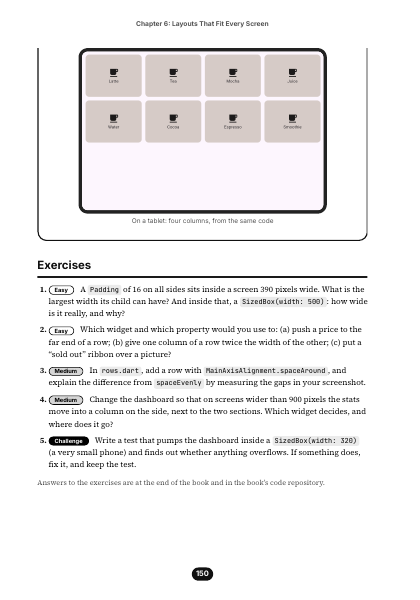 Chapter 6: Layouts That Fit Every Screen
Latte
Tea
Mocha
Juice
Water
Cocoa
Espresso
Smoothie
On a tablet: four columns, from the same code
Exercises
1. Easy A Padding of 16 on all sides sits inside a screen 390 pixels wide. What is the
largest width its child can have? And inside that, a SizedBox(width: 500): how wide
is it really, and why?
2. Easy Which widget and which property would you use to: (a) push a price to the
far end of a row; (b) give one column of a row twice the width of the other; (c) put a
“sold out” ribbon over a picture?
3. Medium In rows.dart, add a row with MainAxisAlignment.spaceAround, and
explain the difference from spaceEvenly by measuring the gaps in your screenshot.
4. Medium Change the dashboard so that on screens wider than 900 pixels the stats
move into a column on the side, next to the two sections. Which widget decides, and
where does it go?
5. Challenge Write a test that pumps the dashboard inside a SizedBox(width: 320)
(a very small phone) and finds out whether anything overflows. If something does,
fix it, and keep the test.
Answers to the exercises are at the end of the book and in the book’s code repository.
150